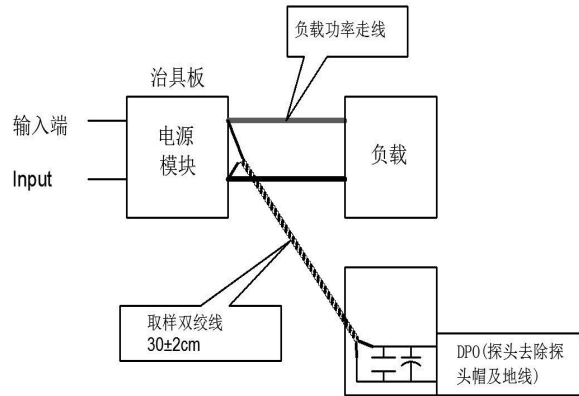 负载功率走线
治具板
输入端
电源
模块
负载
Input
取样双绞线
30±2cm
DPO(探头去除探
头帽及地线)